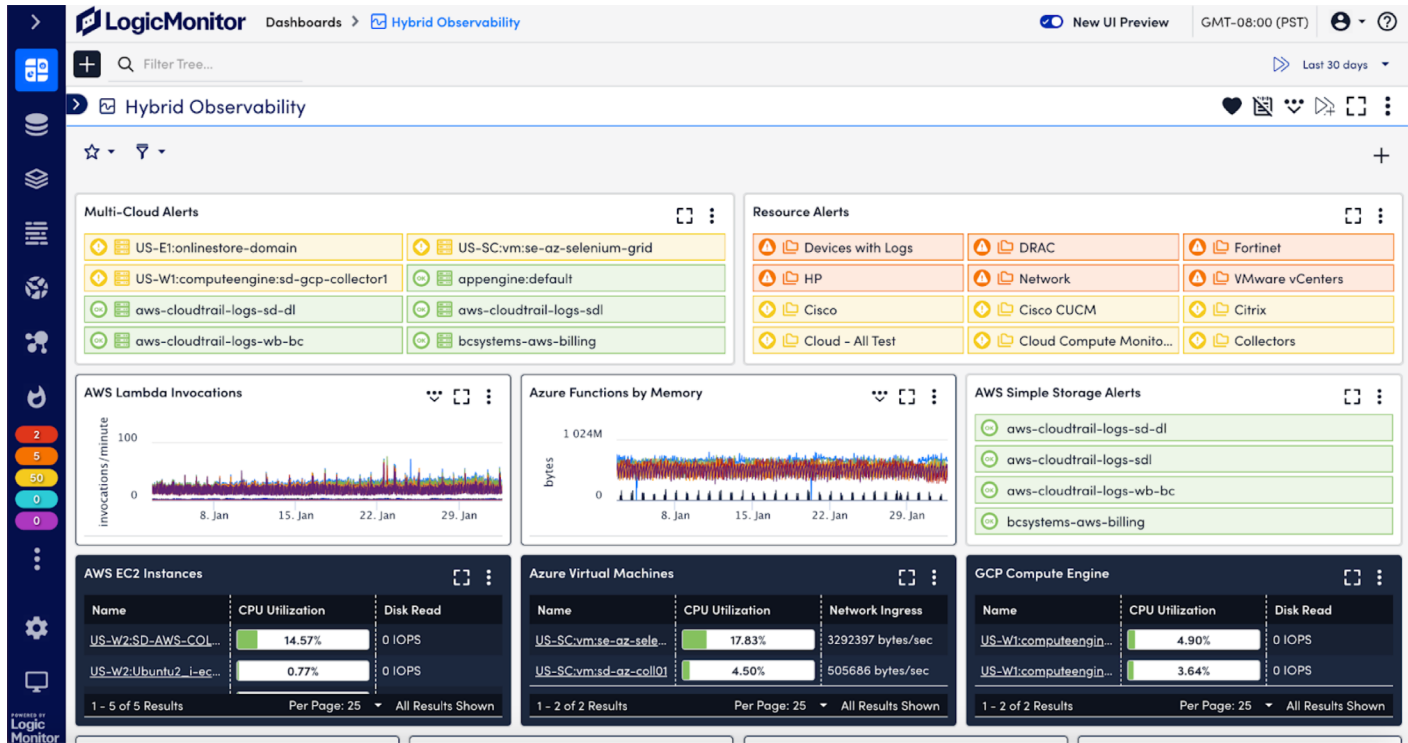 LogicMonitor Dashboards > Hybrid Observability New UI Preview GMT-08:00 (PST)
Filter Tree... Last 30 days
Hybrid Observability
Multi-Cloud Alerts
US-E1:onlinestore-domain US-SC:vm:se-az-selenium-grid
US-W1:computeengine:sd-gcp-collector1 OK appengine:default
OK aws-cloudtrail-logs-sd-dl OK aws-cloudtrail-logs-sdl
OK aws-cloudtrail-logs-wb-bc OK bcsystems-aws-billing
Resource Alerts
Devices with Logs DRAC Fortinet
HP Network VMware vCenters
Cisco Cisco CUCM Citrix
Cloud - All Test Cloud Compute Monito... Collectors
2
5
50
0
0
AWS Lambda Invocations
invocations/minute
100
0
8. Jan 15. Jan 22. Jan 29. Jan
Azure Functions by Memory
bytes
1 024M
0
8. Jan 15. Jan 22. Jan 29. Jan
AWS Simple Storage Alerts
OK aws-cloudtrail-logs-sd-dl
OK aws-cloudtrail-logs-sdl
OK aws-cloudtrail-logs-wb-bc
OK bcsystems-aws-billing
AWS EC2 Instances
Name CPU Utilization Disk Read
US-W2:SD-AWS-COL... 14.57% 0 IOPS
US-W2:Ubuntu2_i-ec... 0.77% 0 IOPS
1 - 5 of 5 Results Per Page: 25 All Results Shown
Azure Virtual Machines
Name CPU Utilization Network Ingress
US-SC:vm:se-az-sele... 17.83% 3292397 bytes/sec
US-SC:vm:sd-az-coll01 4.50% 505686 bytes/sec
1 - 2 of 2 Results Per Page: 25 All Results Shown
GCP Compute Engine
Name CPU Utilization Disk Read
US-W1:computeengin... 4.90% 0 IOPS
US-W1:computeengin... 3.64% 0 IOPS
1 - 2 of 2 Results Per Page: 25 All Results Shown
POWERED BY
Logic
Monitor